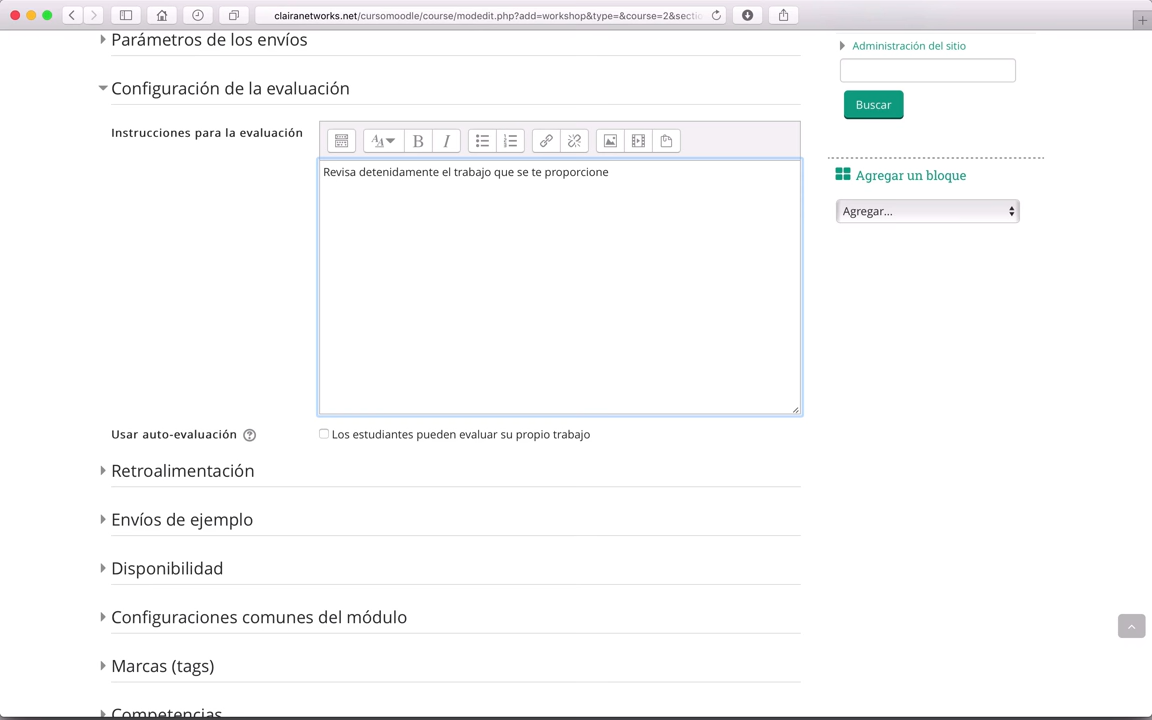 clairanetworks.net/cursomoodle/course/modedit.php?add=workshop&type=&course=2&secti
Parámetros de los envíos
Configuración de la evaluación
Instrucciones para la evaluación
Revisa detenidamente el trabajo que se te proporcione
Usar auto-evaluación
Los estudiantes pueden evaluar su propio trabajo
Retroalimentación
Envíos de ejemplo
Disponibilidad
Configuraciones comunes del módulo
Marcas (tags)
Competencias
Administración del sitio
Buscar
Agregar un bloque
Agregar...